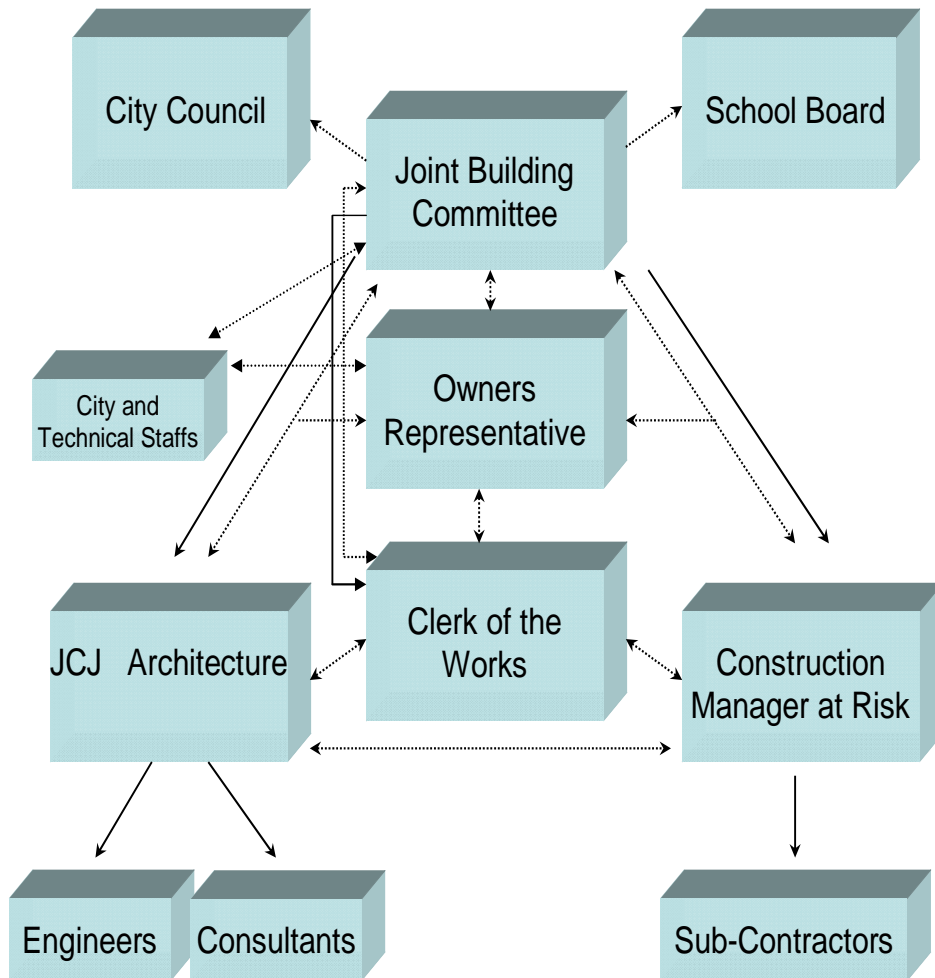 City Council
School Board
Joint Building
Committee
City and
Technical Staffs
Owners
Representative
JCJ Architecture
Clerk of the
Works
Construction
Manager at Risk
Engineers
Consultants
Sub-Contractors